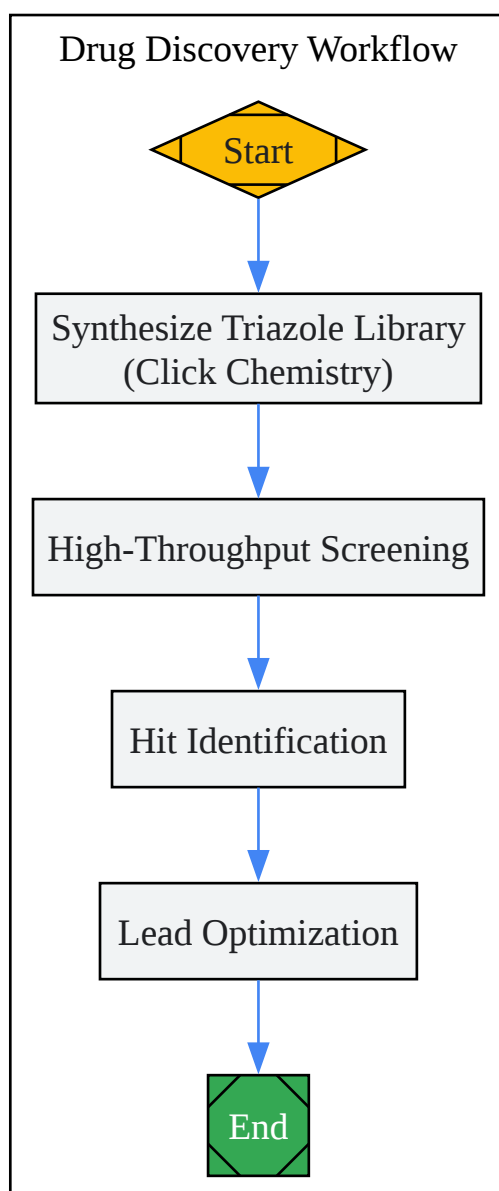 Drug Discovery Workflow
Start
Synthesize Triazole Library
(Click Chemistry)
High-Throughput Screening
Hit Identification
Lead Optimization
End